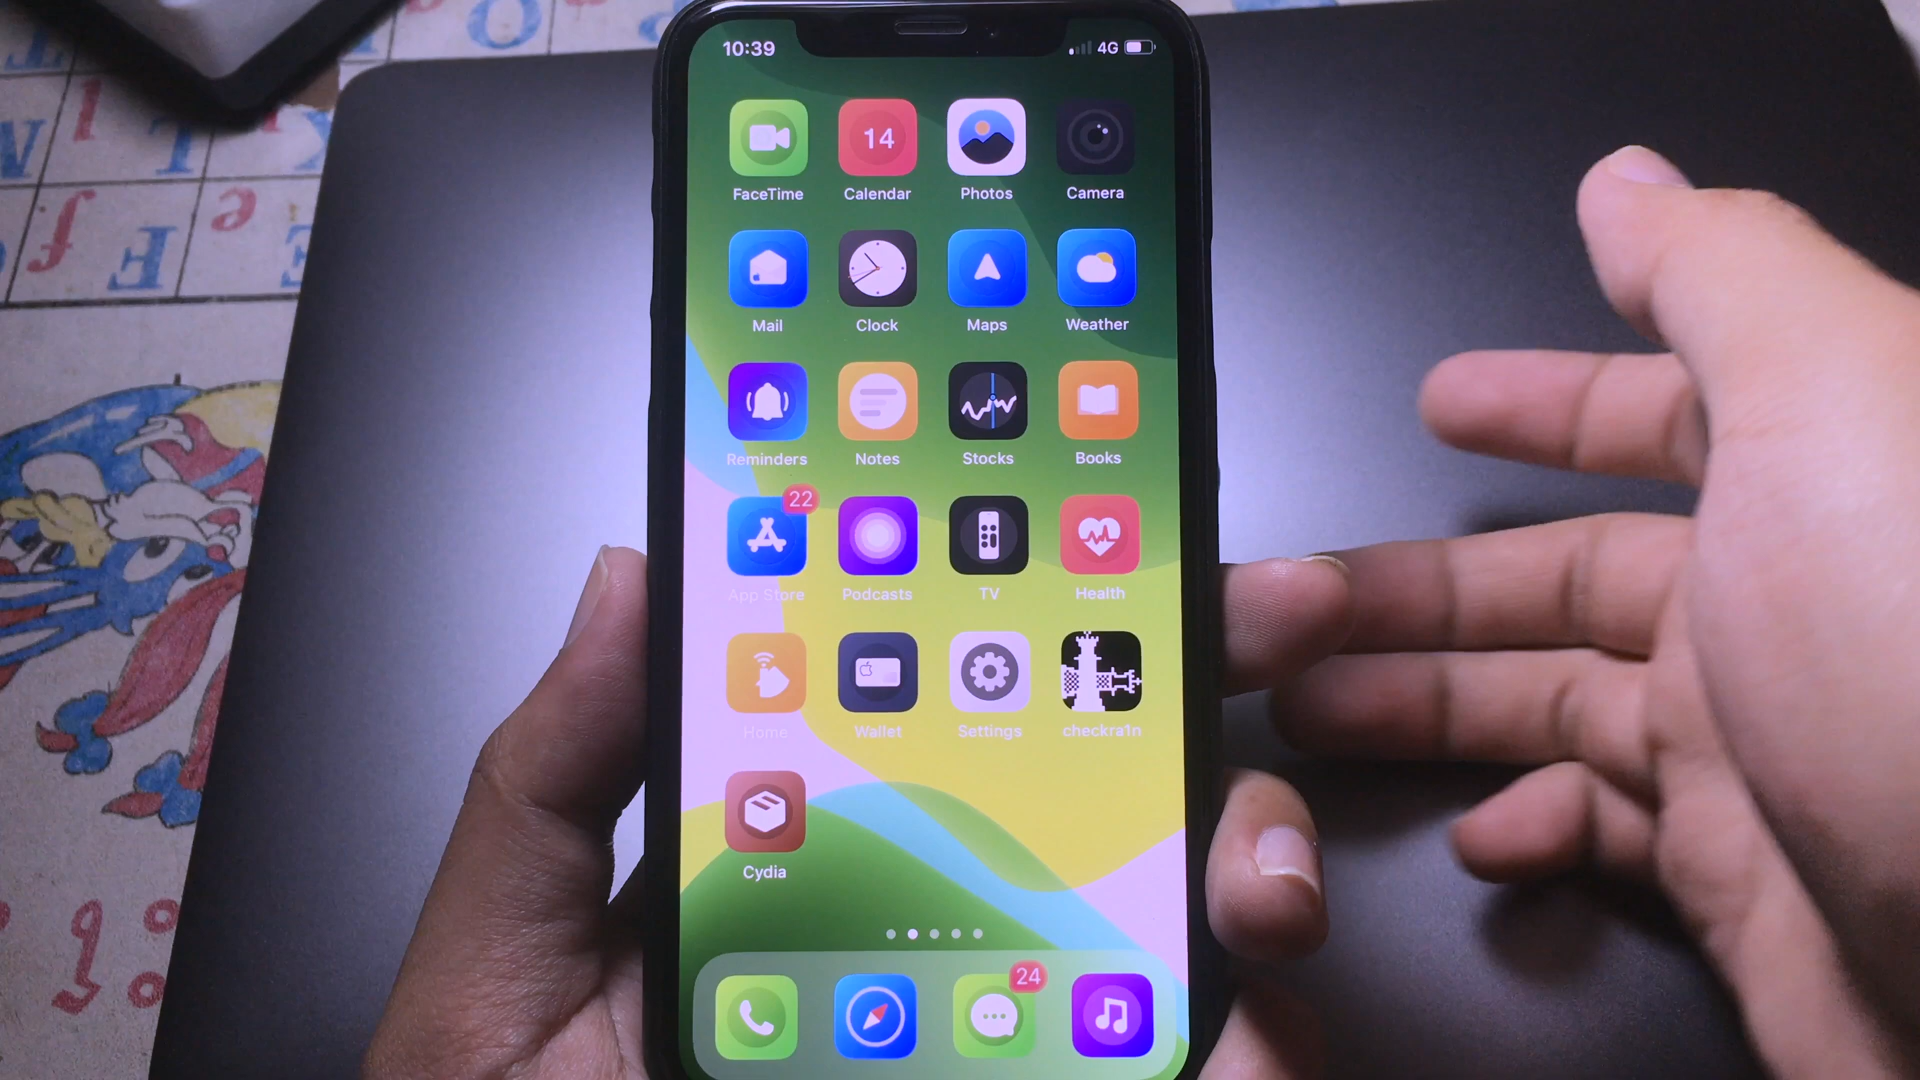 10:39 4G
14
FaceTime Calendar Photos Camera
Mail Clock Maps Weather
Reminders Notes Stocks Books
22
App Store Podcasts TV Health
Home Wallet Settings checkra1n
Cydia
24
T
O
l
W
L
X
f
F
e
E
g